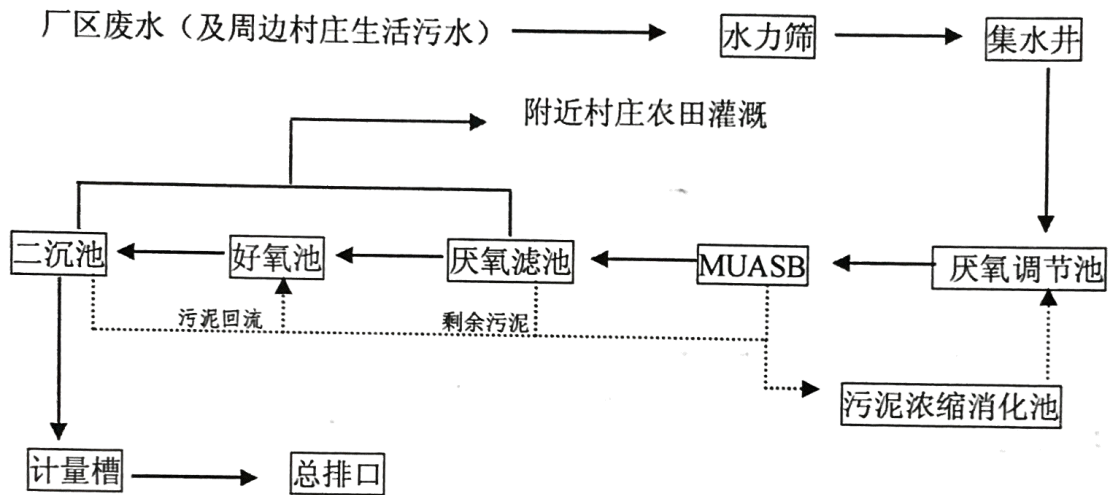 厂区废水（及周边村庄生活污水）
水力筛
集水井
附近村庄农田灌溉
二沉池
好氧池
厌氧滤池
MUASB
厌氧调节池
污泥回流
剩余污泥
污泥浓缩消化池
计量槽
总排口